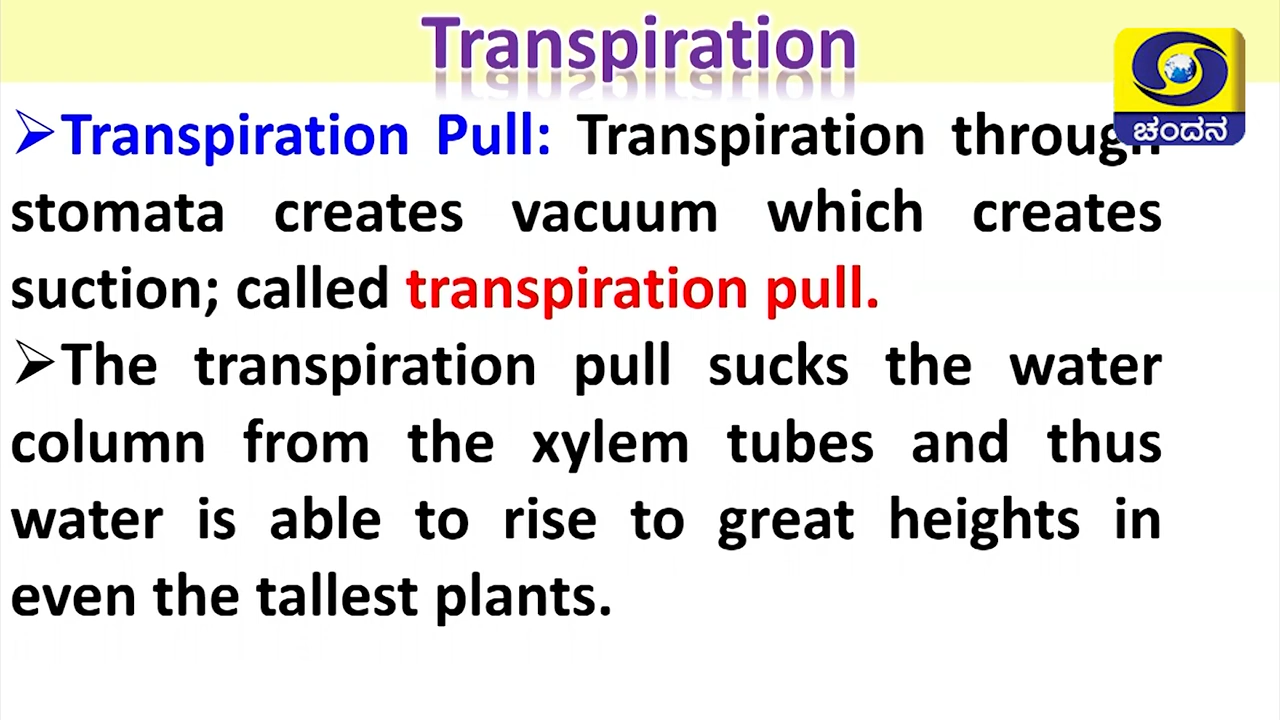 Transpiration
➢Transpiration Pull: Transpiration through
stomata creates vacuum which creates
suction; called transpiration pull.
➢The transpiration pull sucks the water
column from the xylem tubes and thus
water is able to rise to great heights in
even the tallest plants.
ಚಂದನ